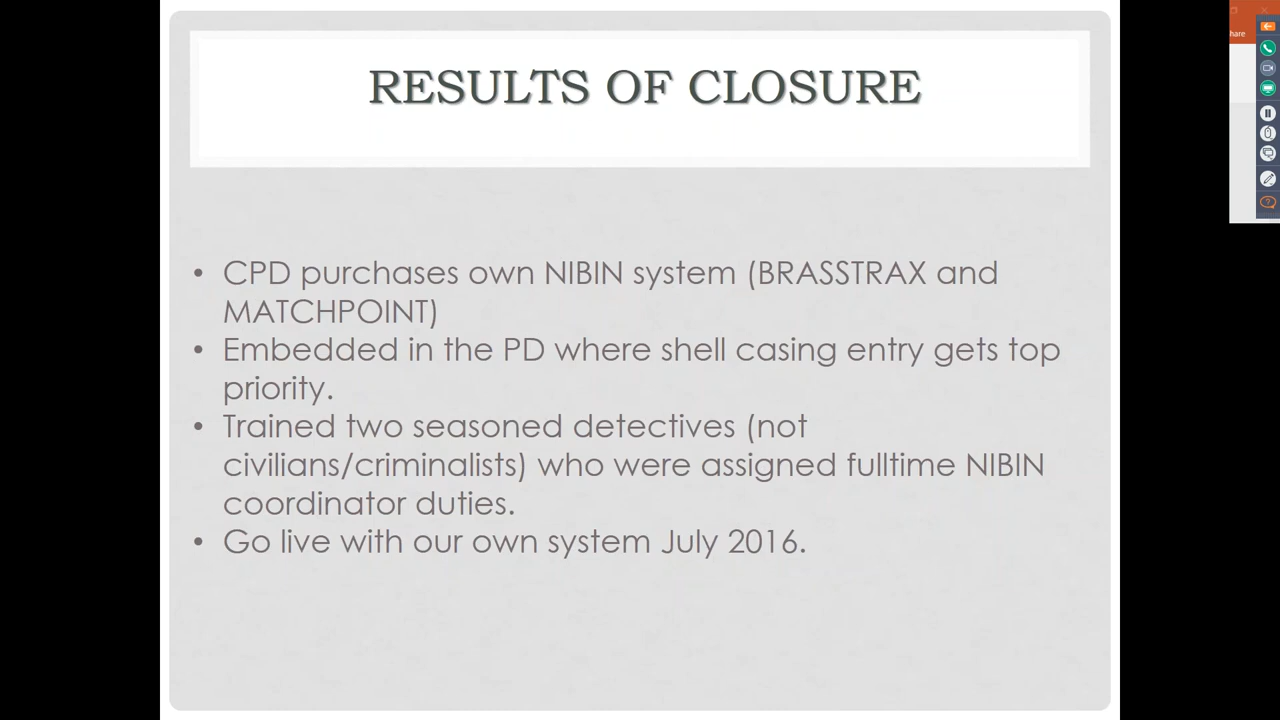 RESULTS OF CLOSURE
hare
• CPD purchases own NIBIN system (BRASSTRAX and
MATCHPOINT)
• Embedded in the PD where shell casing entry gets top
priority.
• Trained two seasoned detectives (not
civilians/criminalists) who were assigned fulltime NIBIN
coordinator duties.
• Go live with our own system July 2016.